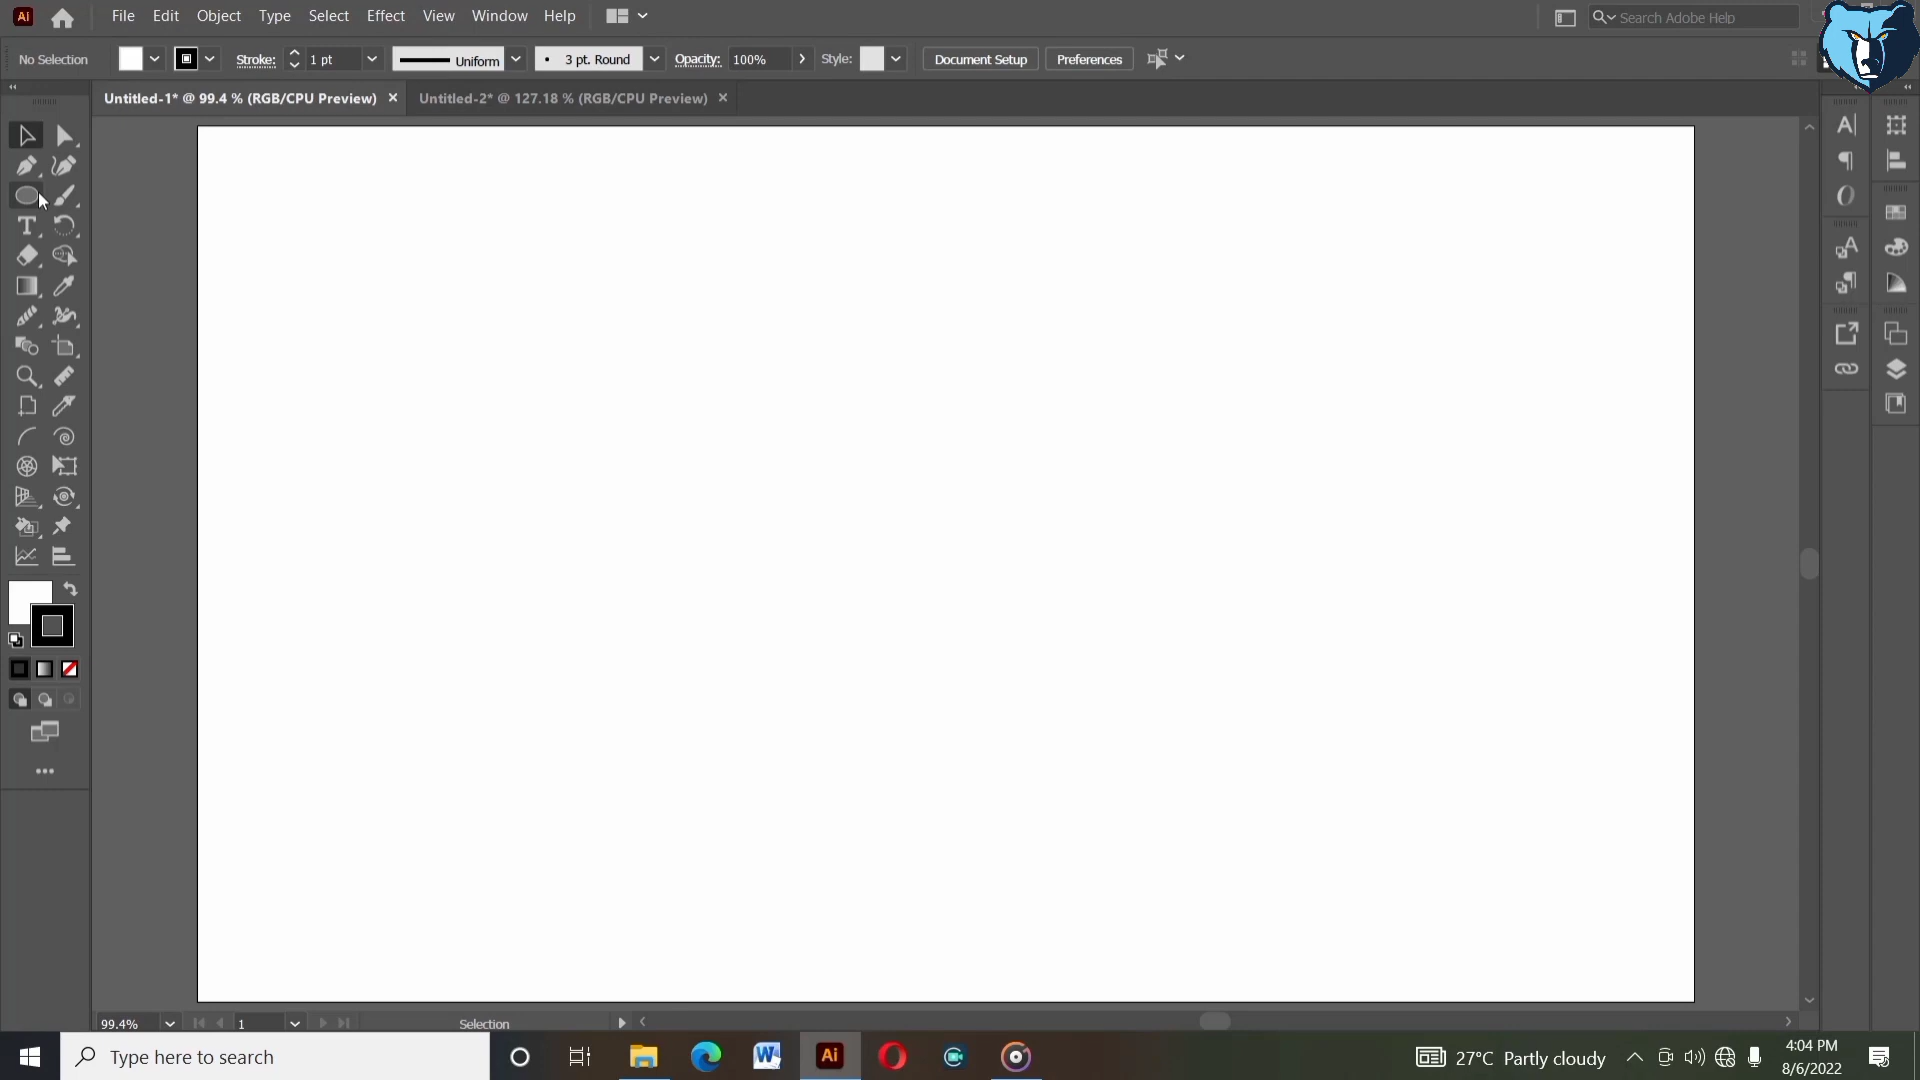 Ai File Edit Object Type Select Effect View Window Help Search Adobe Help
No Selection Stroke: 1 pt Uniform 3 pt. Round Opacity: 100% Style: Document Setup Preferences
Untitled-1* @ 99.4 % (RGB/CPU Preview) × Untitled-2* @ 127.18 % (RGB/CPU Preview) ×
99.4% 1 Selection
Type here to search
27°C Partly cloudy
4:04 PM
8/6/2022